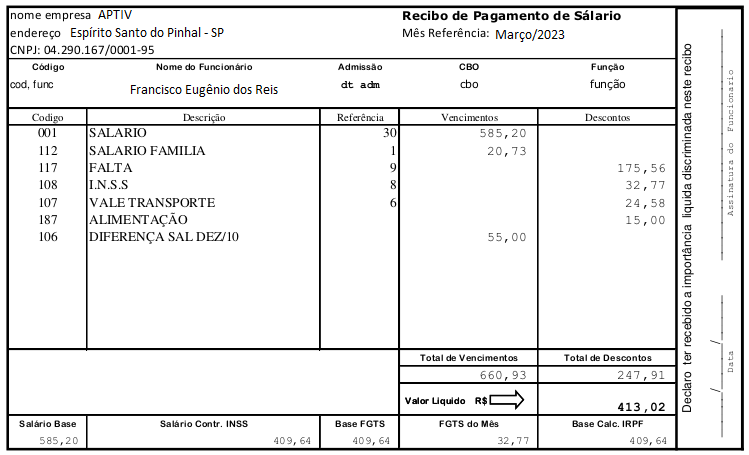 nome empresa APTIV
Recibo de Pagamento de Sálario
endereço Espírito Santo do Pinhal - SP
Mês Referência: Março/2023
CNPJ: 04.290.167/0001-95
Código Nome do Funcionário Admissão CBO Função
cod, func Francisco Eugênio dos Reis dt adm cbo função
Codigo Descrição Referência Vencimentos Descontos
001 SALARIO 30 585,20
112 SALARIO FAMILIA 1 20,73
117 FALTA 9 175,56
108 I.N.S.S 8 32,77
107 VALE TRANSPORTE 6 24,58
187 ALIMENTAÇÃO 15,00
106 DIFERENÇA SAL DEZ/10 55,00
Total de Vencimentos Total de Descontos
660,93 247,91
Valor Liquido R$ 413,02
Salário Base Salário Contr. INSS Base FGTS FGTS do Mês Base Calc. IRPF
585,20 409,64 409,64 32,77 409,64
Declaro ter recebido a importância liquida discriminada neste recibo
Assinatura do Funcionario
____/____/____
Data